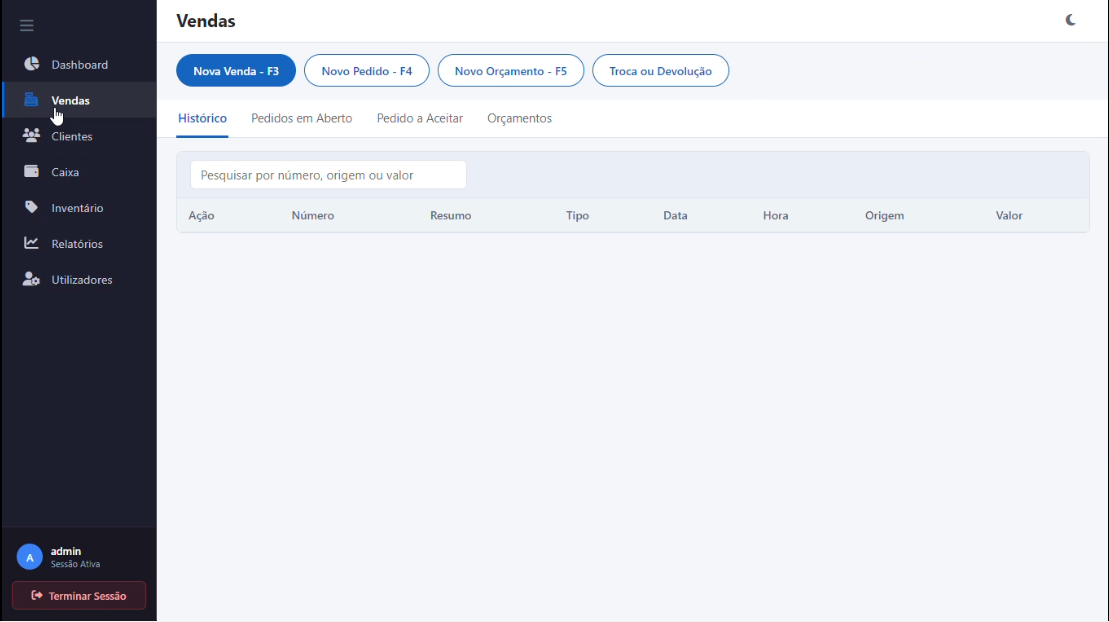 Vendas
Dashboard
Vendas
Clientes
Caixa
Inventário
Relatórios
Utilizadores
A
admin
Sessão Ativa
Terminar Sessão
Nova Venda - F3
Novo Pedido - F4
Novo Orçamento - F5
Troca ou Devolução
Histórico
Pedidos em Aberto
Pedido a Aceitar
Orçamentos
Pesquisar por número, origem ou valor
Ação Número Resumo Tipo Data Hora Origem Valor